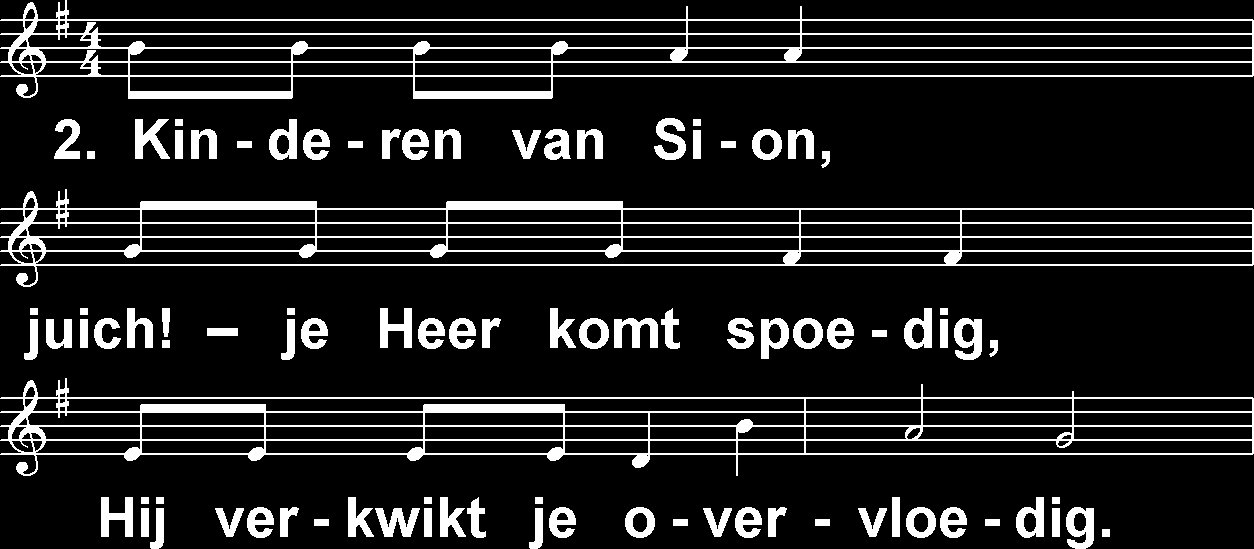 2. Kin - de - ren van Si - on,
juich! – je Heer komt spoe - dig,
Hij ver - kwikt je o - ver - vloe - dig.